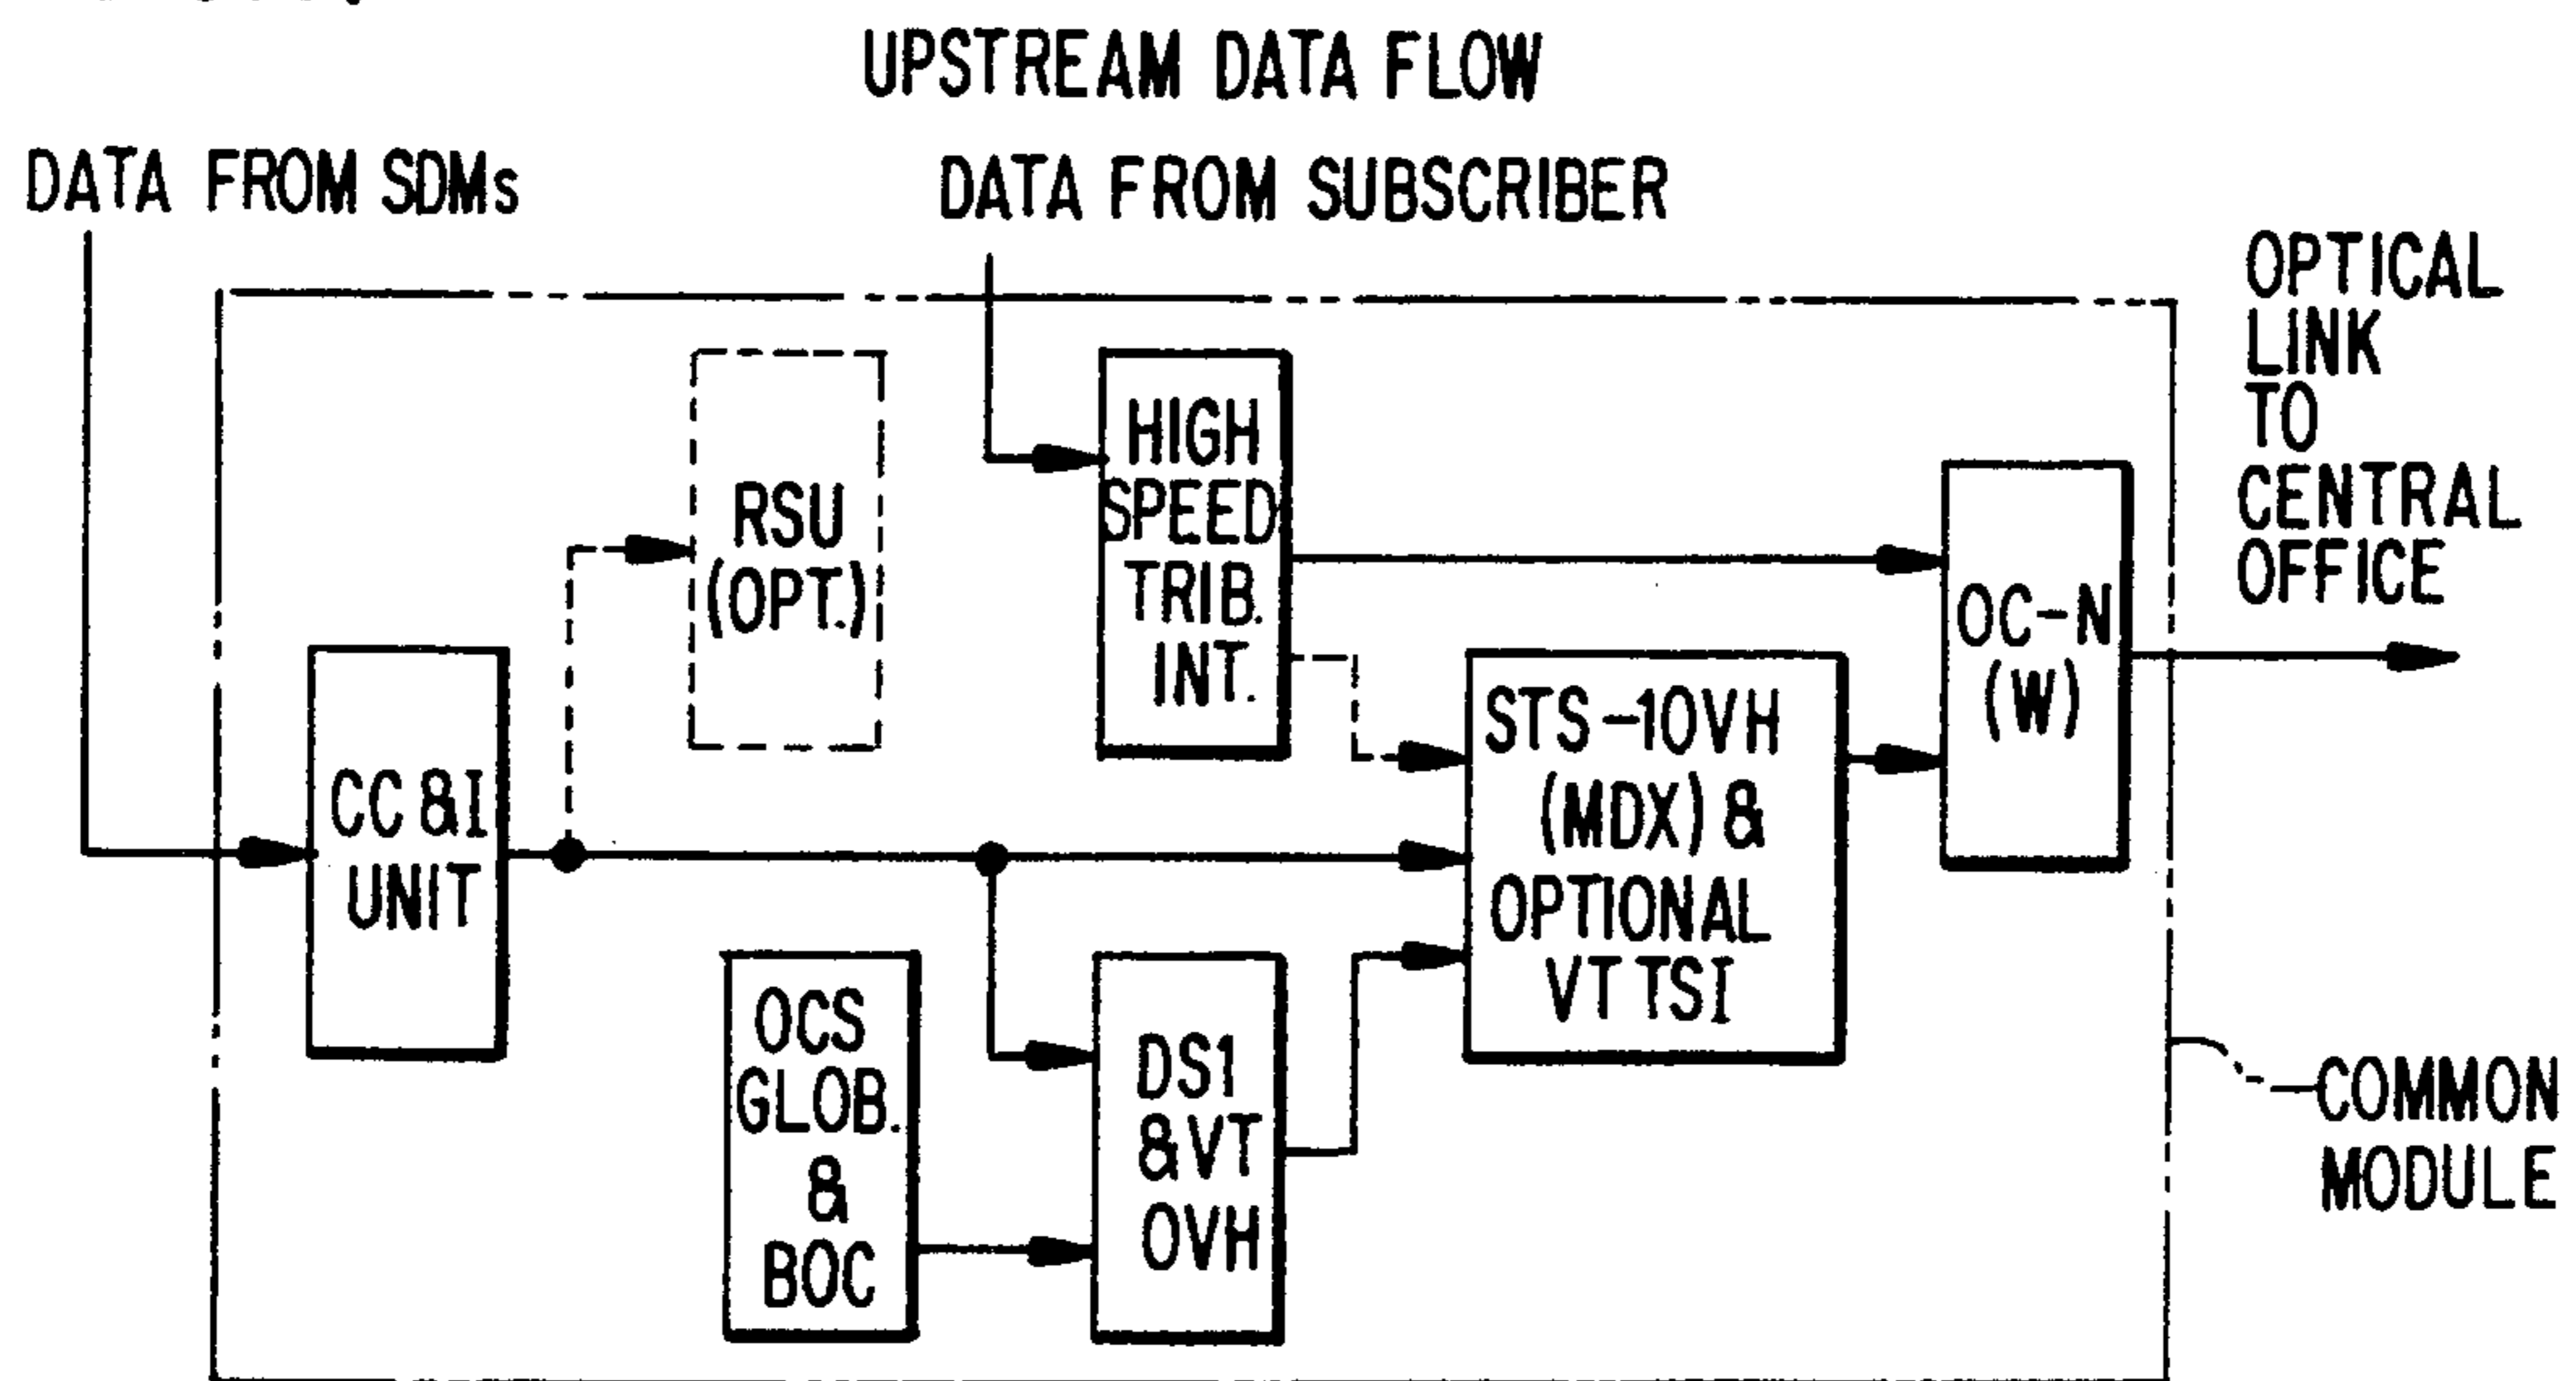 UPSTREAM DATA FLOW
DATA FROM SDMs
DATA FROM SUBSCRIBER
OPTICAL
LINK
TO
CENTRAL
OFFICE
RSU
(OPT.)
HIGH
SPEED
TRIB.
INT.
OC-N
(W)
CC &I
UNIT
STS-1OVH
(MDX) &
OPTIONAL
VT TSI
OCS
GLOB.
&
BOC
DS1
&VT
OVH
COMMON
MODULE